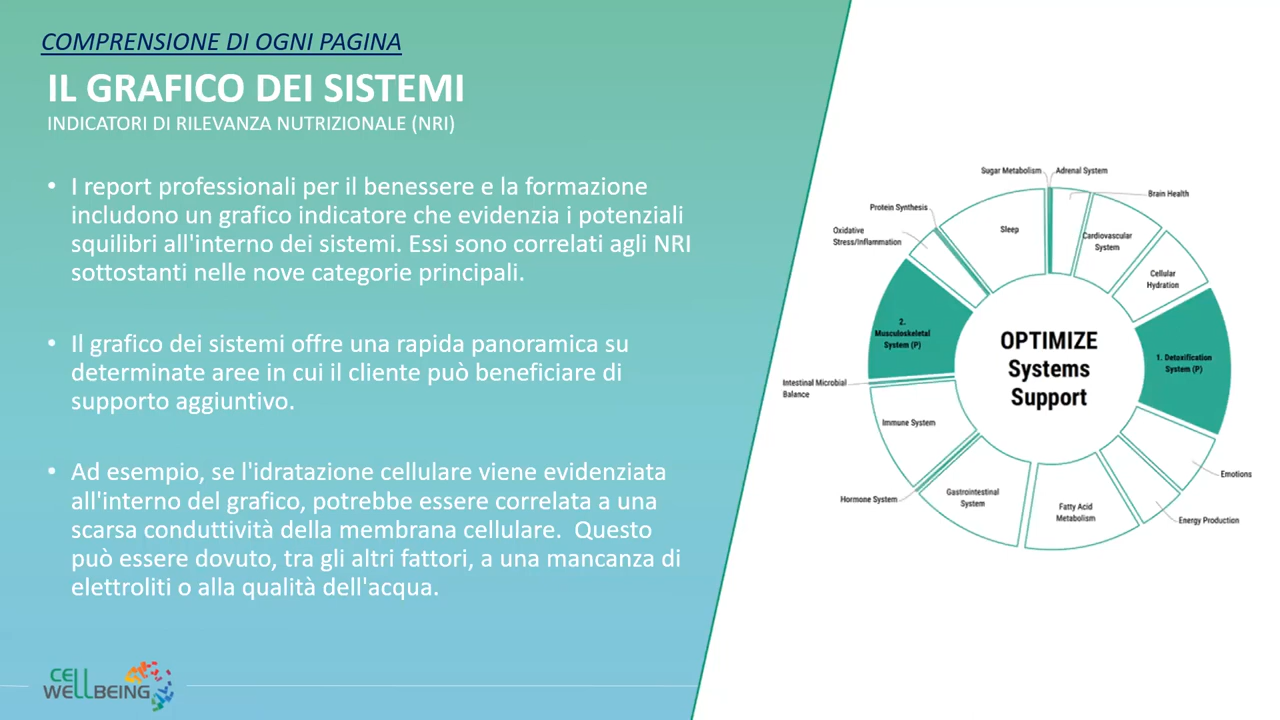 COMPRENSIONE DI OGNI PAGINA
IL GRAFICO DEI SISTEMI
INDICATORI DI RILEVANZA NUTRIZIONALE (NRI)
• I report professionali per il benessere e la formazione
includono un grafico indicatore che evidenzia i potenziali
squilibri all'interno dei sistemi. Essi sono correlati agli NRI
sottostanti nelle nove categorie principali.
• Il grafico dei sistemi offre una rapida panoramica su
determinate aree in cui il cliente può beneficiare di
supporto aggiuntivo.
• Ad esempio, se l'idratazione cellulare viene evidenziata
all'interno del grafico, potrebbe essere correlata a una
scarsa conduttività della membrana cellulare.  Questo
può essere dovuto, tra gli altri fattori, a una mancanza di
elettroliti o alla qualità dell'acqua.
CELL
WELLBEING
Sugar Metabolism
Adrenal System
Brain Health
Cardiovascular
System
Cellular
Hydration
1. Detoxification
System (P)
Emotions
Energy Production
Fatty Acid
Metabolism
Gastrointestinal
System
Hormone System
Immune System
Intestinal Microbial
Balance
2.
Musculoskeletal
System (P)
Oxidative
Stress/Inflammation
Protein Synthesis
Sleep
OPTIMIZE
Systems
Support